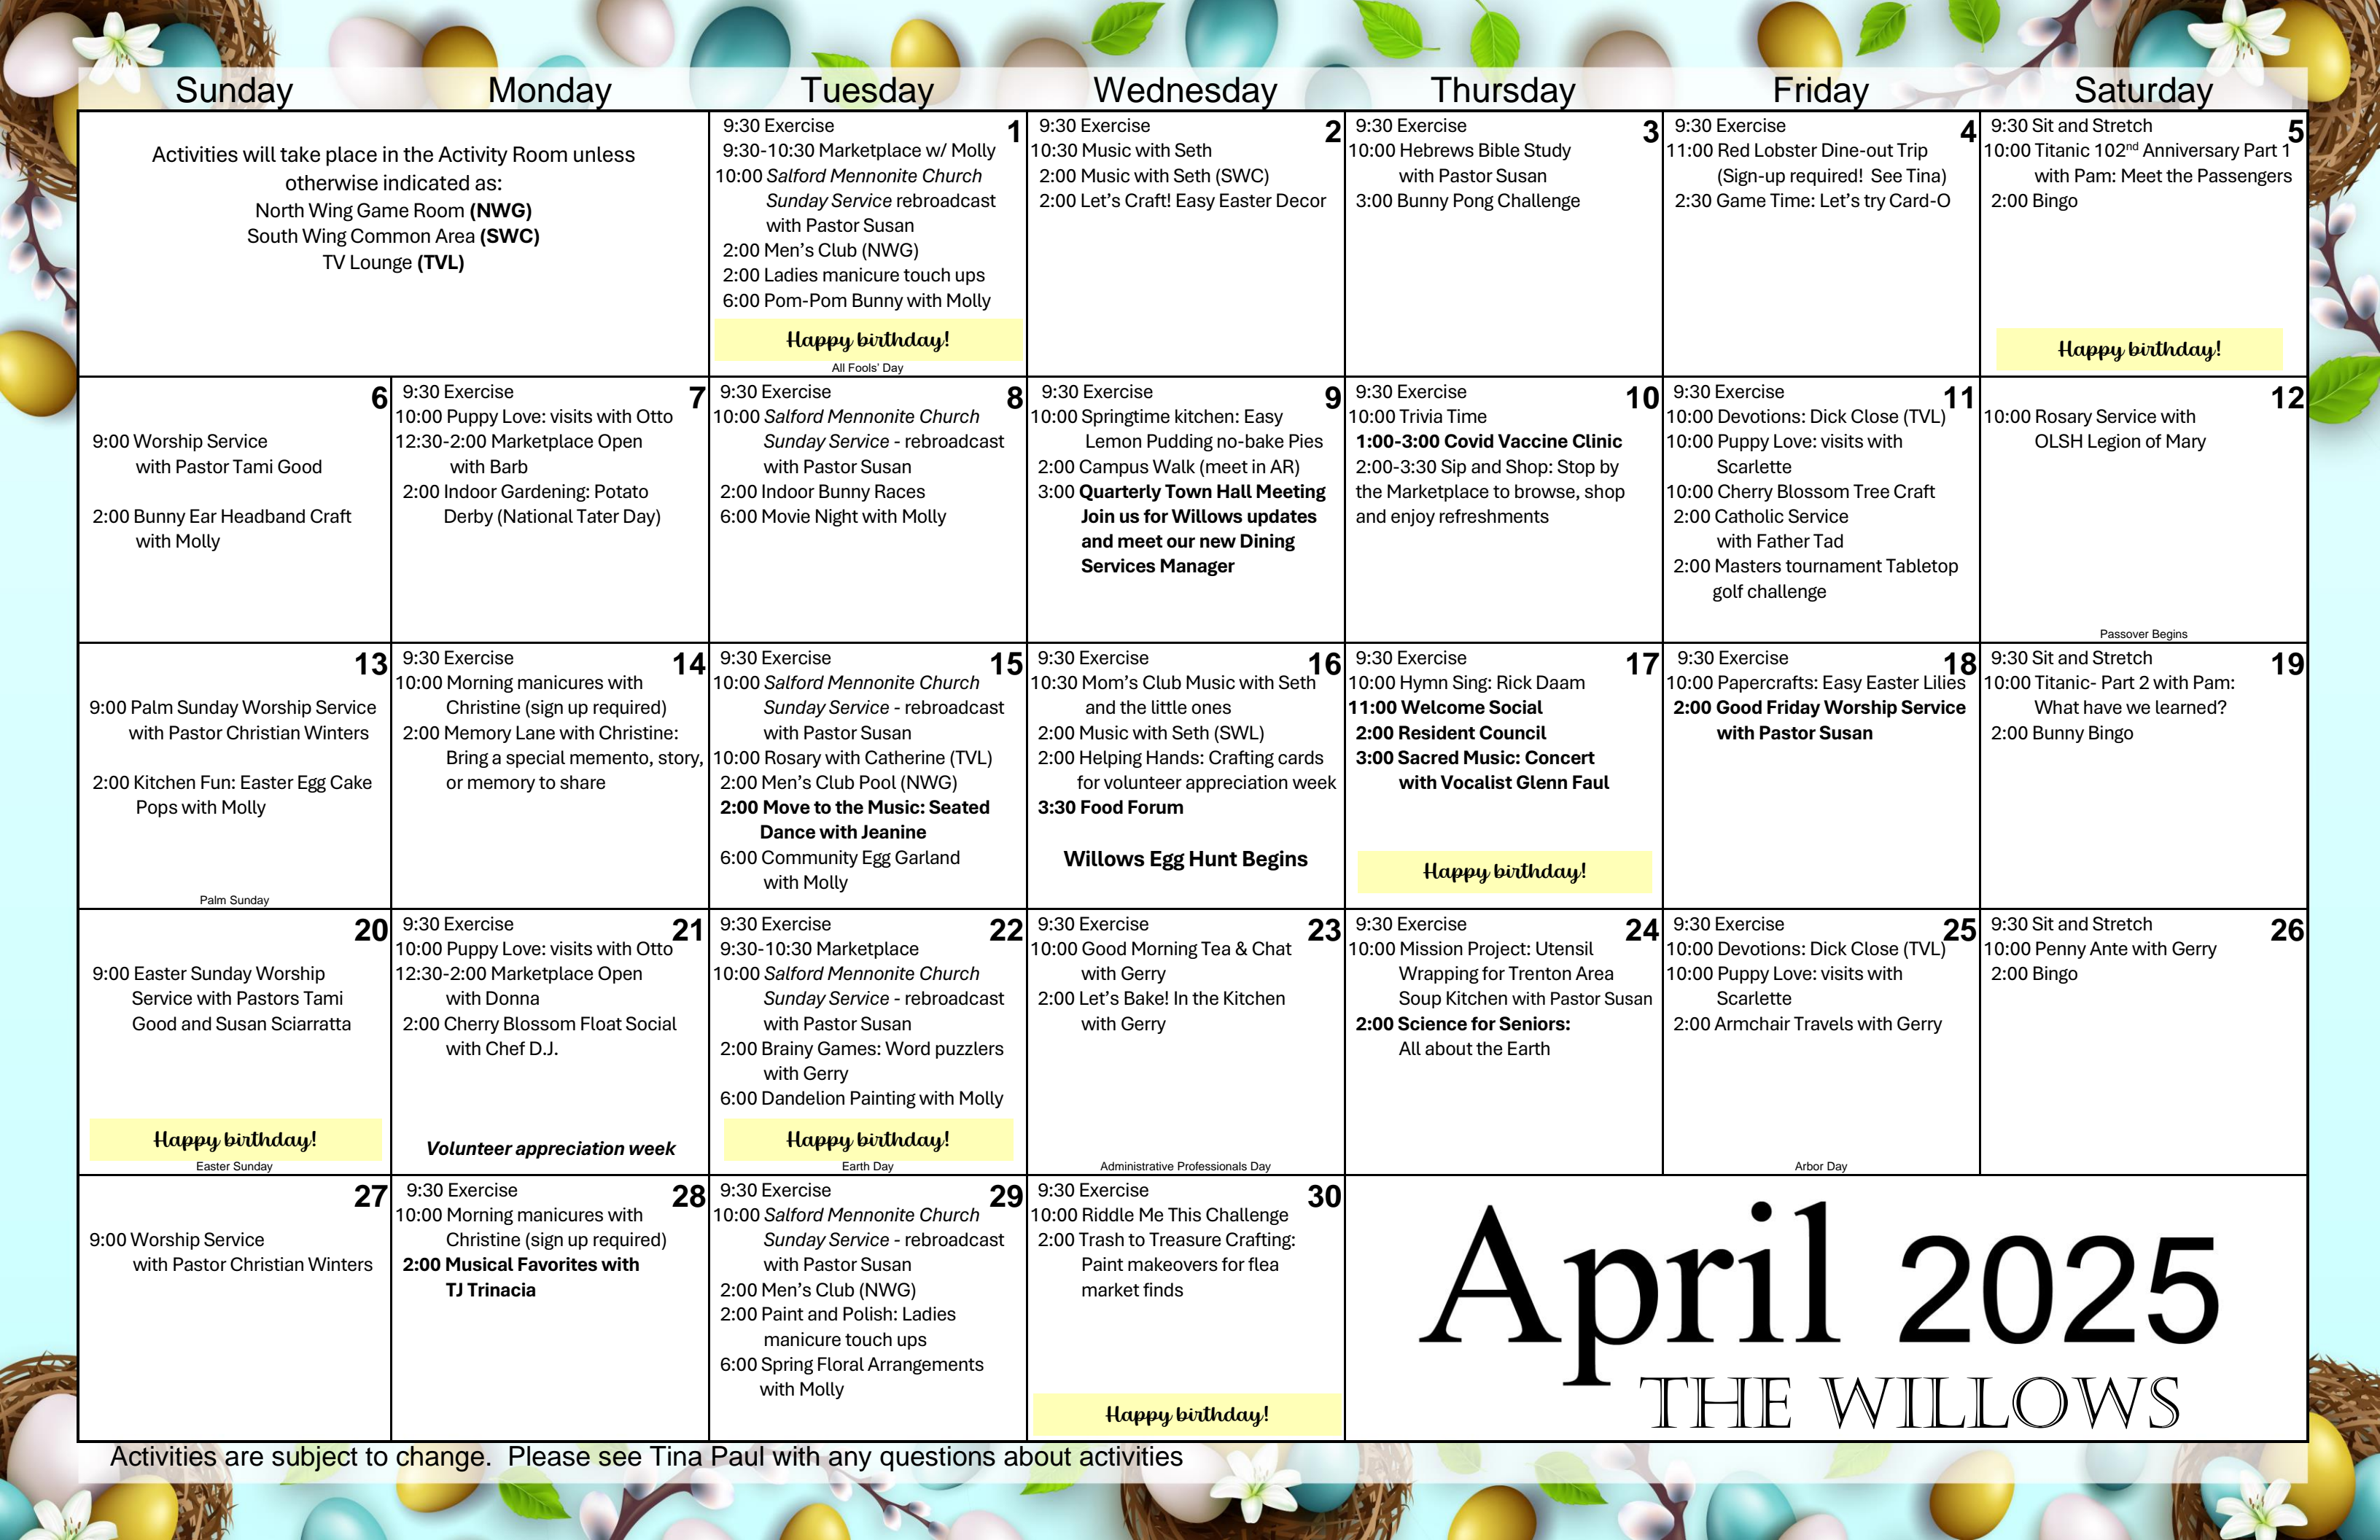 Sunday
Monday
Tuesday
Wednesday
Thursday
Friday
Saturday
Activities will take place in the Activity Room unless
otherwise indicated as:
North Wing Game Room (NWG)
South Wing Common Area (SWC)
TV Lounge (TVL)
1
9:30 Exercise
9:30-10:30 Marketplace w/ Molly
10:00 Salford Mennonite Church
Sunday Service rebroadcast
with Pastor Susan
2:00 Men's Club (NWG)
2:00 Ladies manicure touch ups
6:00 Pom-Pom Bunny with Molly
Happy birthday!
All Fools' Day
2
9:30 Exercise
10:30 Music with Seth
2:00 Music with Seth (SWC)
2:00 Let's Craft! Easy Easter Decor
3
9:30 Exercise
10:00 Hebrews Bible Study
with Pastor Susan
3:00 Bunny Pong Challenge
4
9:30 Exercise
11:00 Red Lobster Dine-out Trip
(Sign-up required!  See Tina)
2:30 Game Time: Let's try Card-O
5
9:30 Sit and Stretch
10:00 Titanic 102nd Anniversary Part 1
with Pam: Meet the Passengers
2:00 Bingo
Happy birthday!
6
9:00 Worship Service
with Pastor Tami Good
2:00 Bunny Ear Headband Craft
with Molly
7
9:30 Exercise
10:00 Puppy Love: visits with Otto
12:30-2:00 Marketplace Open
with Barb
2:00 Indoor Gardening: Potato
Derby (National Tater Day)
8
9:30 Exercise
10:00 Salford Mennonite Church
Sunday Service - rebroadcast
with Pastor Susan
2:00 Indoor Bunny Races
6:00 Movie Night with Molly
9
9:30 Exercise
10:00 Springtime kitchen: Easy
Lemon Pudding no-bake Pies
2:00 Campus Walk (meet in AR)
3:00 Quarterly Town Hall Meeting
Join us for Willows updates
and meet our new Dining
Services Manager
10
9:30 Exercise
10:00 Trivia Time
1:00-3:00 Covid Vaccine Clinic
2:00-3:30 Sip and Shop: Stop by
the Marketplace to browse, shop
and enjoy refreshments
11
9:30 Exercise
10:00 Devotions: Dick Close (TVL)
10:00 Puppy Love: visits with
Scarlette
10:00 Cherry Blossom Tree Craft
2:00 Catholic Service
with Father Tad
2:00 Masters tournament Tabletop
golf challenge
12
10:00 Rosary Service with
OLSH Legion of Mary
Passover Begins
13
9:00 Palm Sunday Worship Service
with Pastor Christian Winters
2:00 Kitchen Fun: Easter Egg Cake
Pops with Molly
Palm Sunday
14
9:30 Exercise
10:00 Morning manicures with
Christine (sign up required)
2:00 Memory Lane with Christine:
Bring a special memento, story,
or memory to share
15
9:30 Exercise
10:00 Salford Mennonite Church
Sunday Service - rebroadcast
with Pastor Susan
10:00 Rosary with Catherine (TVL)
2:00 Men's Club Pool (NWG)
2:00 Move to the Music: Seated
Dance with Jeanine
6:00 Community Egg Garland
with Molly
16
9:30 Exercise
10:30 Mom's Club Music with Seth
and the little ones
2:00 Music with Seth (SWL)
2:00 Helping Hands: Crafting cards
for volunteer appreciation week
3:30 Food Forum
Willows Egg Hunt Begins
17
9:30 Exercise
10:00 Hymn Sing: Rick Daam
11:00 Welcome Social
2:00 Resident Council
3:00 Sacred Music: Concert
with Vocalist Glenn Faul
Happy birthday!
18
9:30 Exercise
10:00 Papercrafts: Easy Easter Lilies
2:00 Good Friday Worship Service
with Pastor Susan
19
9:30 Sit and Stretch
10:00 Titanic- Part 2 with Pam:
What have we learned?
2:00 Bunny Bingo
20
9:00 Easter Sunday Worship
Service with Pastors Tami
Good and Susan Sciarratta
Happy birthday!
Easter Sunday
21
9:30 Exercise
10:00 Puppy Love: visits with Otto
12:30-2:00 Marketplace Open
with Donna
2:00 Cherry Blossom Float Social
with Chef D.J.
Volunteer appreciation week
22
9:30 Exercise
9:30-10:30 Marketplace
10:00 Salford Mennonite Church
Sunday Service - rebroadcast
with Pastor Susan
2:00 Brainy Games: Word puzzlers
with Gerry
6:00 Dandelion Painting with Molly
Happy birthday!
Earth Day
23
9:30 Exercise
10:00 Good Morning Tea & Chat
with Gerry
2:00 Let's Bake! In the Kitchen
with Gerry
Administrative Professionals Day
24
9:30 Exercise
10:00 Mission Project: Utensil
Wrapping for Trenton Area
Soup Kitchen with Pastor Susan
2:00 Science for Seniors:
All about the Earth
25
9:30 Exercise
10:00 Devotions: Dick Close (TVL)
10:00 Puppy Love: visits with
Scarlette
2:00 Armchair Travels with Gerry
Arbor Day
26
9:30 Sit and Stretch
10:00 Penny Ante with Gerry
2:00 Bingo
27
9:00 Worship Service
with Pastor Christian Winters
28
9:30 Exercise
10:00 Morning manicures with
Christine (sign up required)
2:00 Musical Favorites with
TJ Trinacia
29
9:30 Exercise
10:00 Salford Mennonite Church
Sunday Service - rebroadcast
with Pastor Susan
2:00 Men's Club (NWG)
2:00 Paint and Polish: Ladies
manicure touch ups
6:00 Spring Floral Arrangements
with Molly
30
9:30 Exercise
10:00 Riddle Me This Challenge
2:00 Trash to Treasure Crafting:
Paint makeovers for flea
market finds
Happy birthday!
April 2025
THE WILLOWS
Activities are subject to change.  Please see Tina Paul with any questions about activities